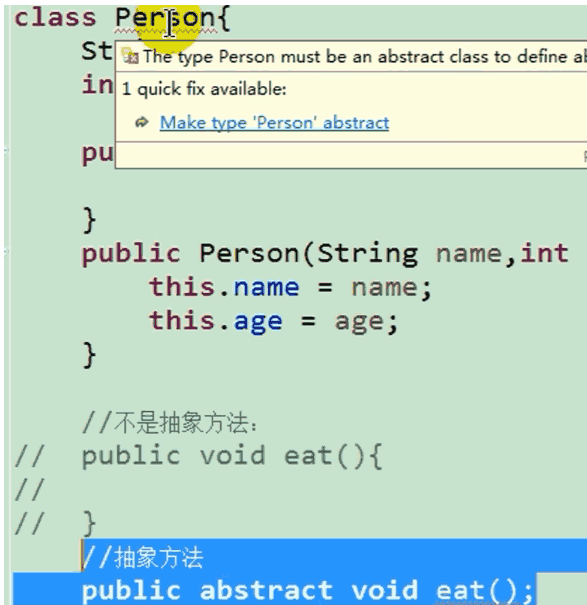 class Person{
St
The type Person must be an abstract class to define ab
in
1 quick fix available:
Make type 'Person' abstract
pu
}
public Person(String name,int
this.name = name;
this.age = age;
}
//不是抽象方法：
// public void eat(){
//
// }
//抽象方法
public abstract void eat();